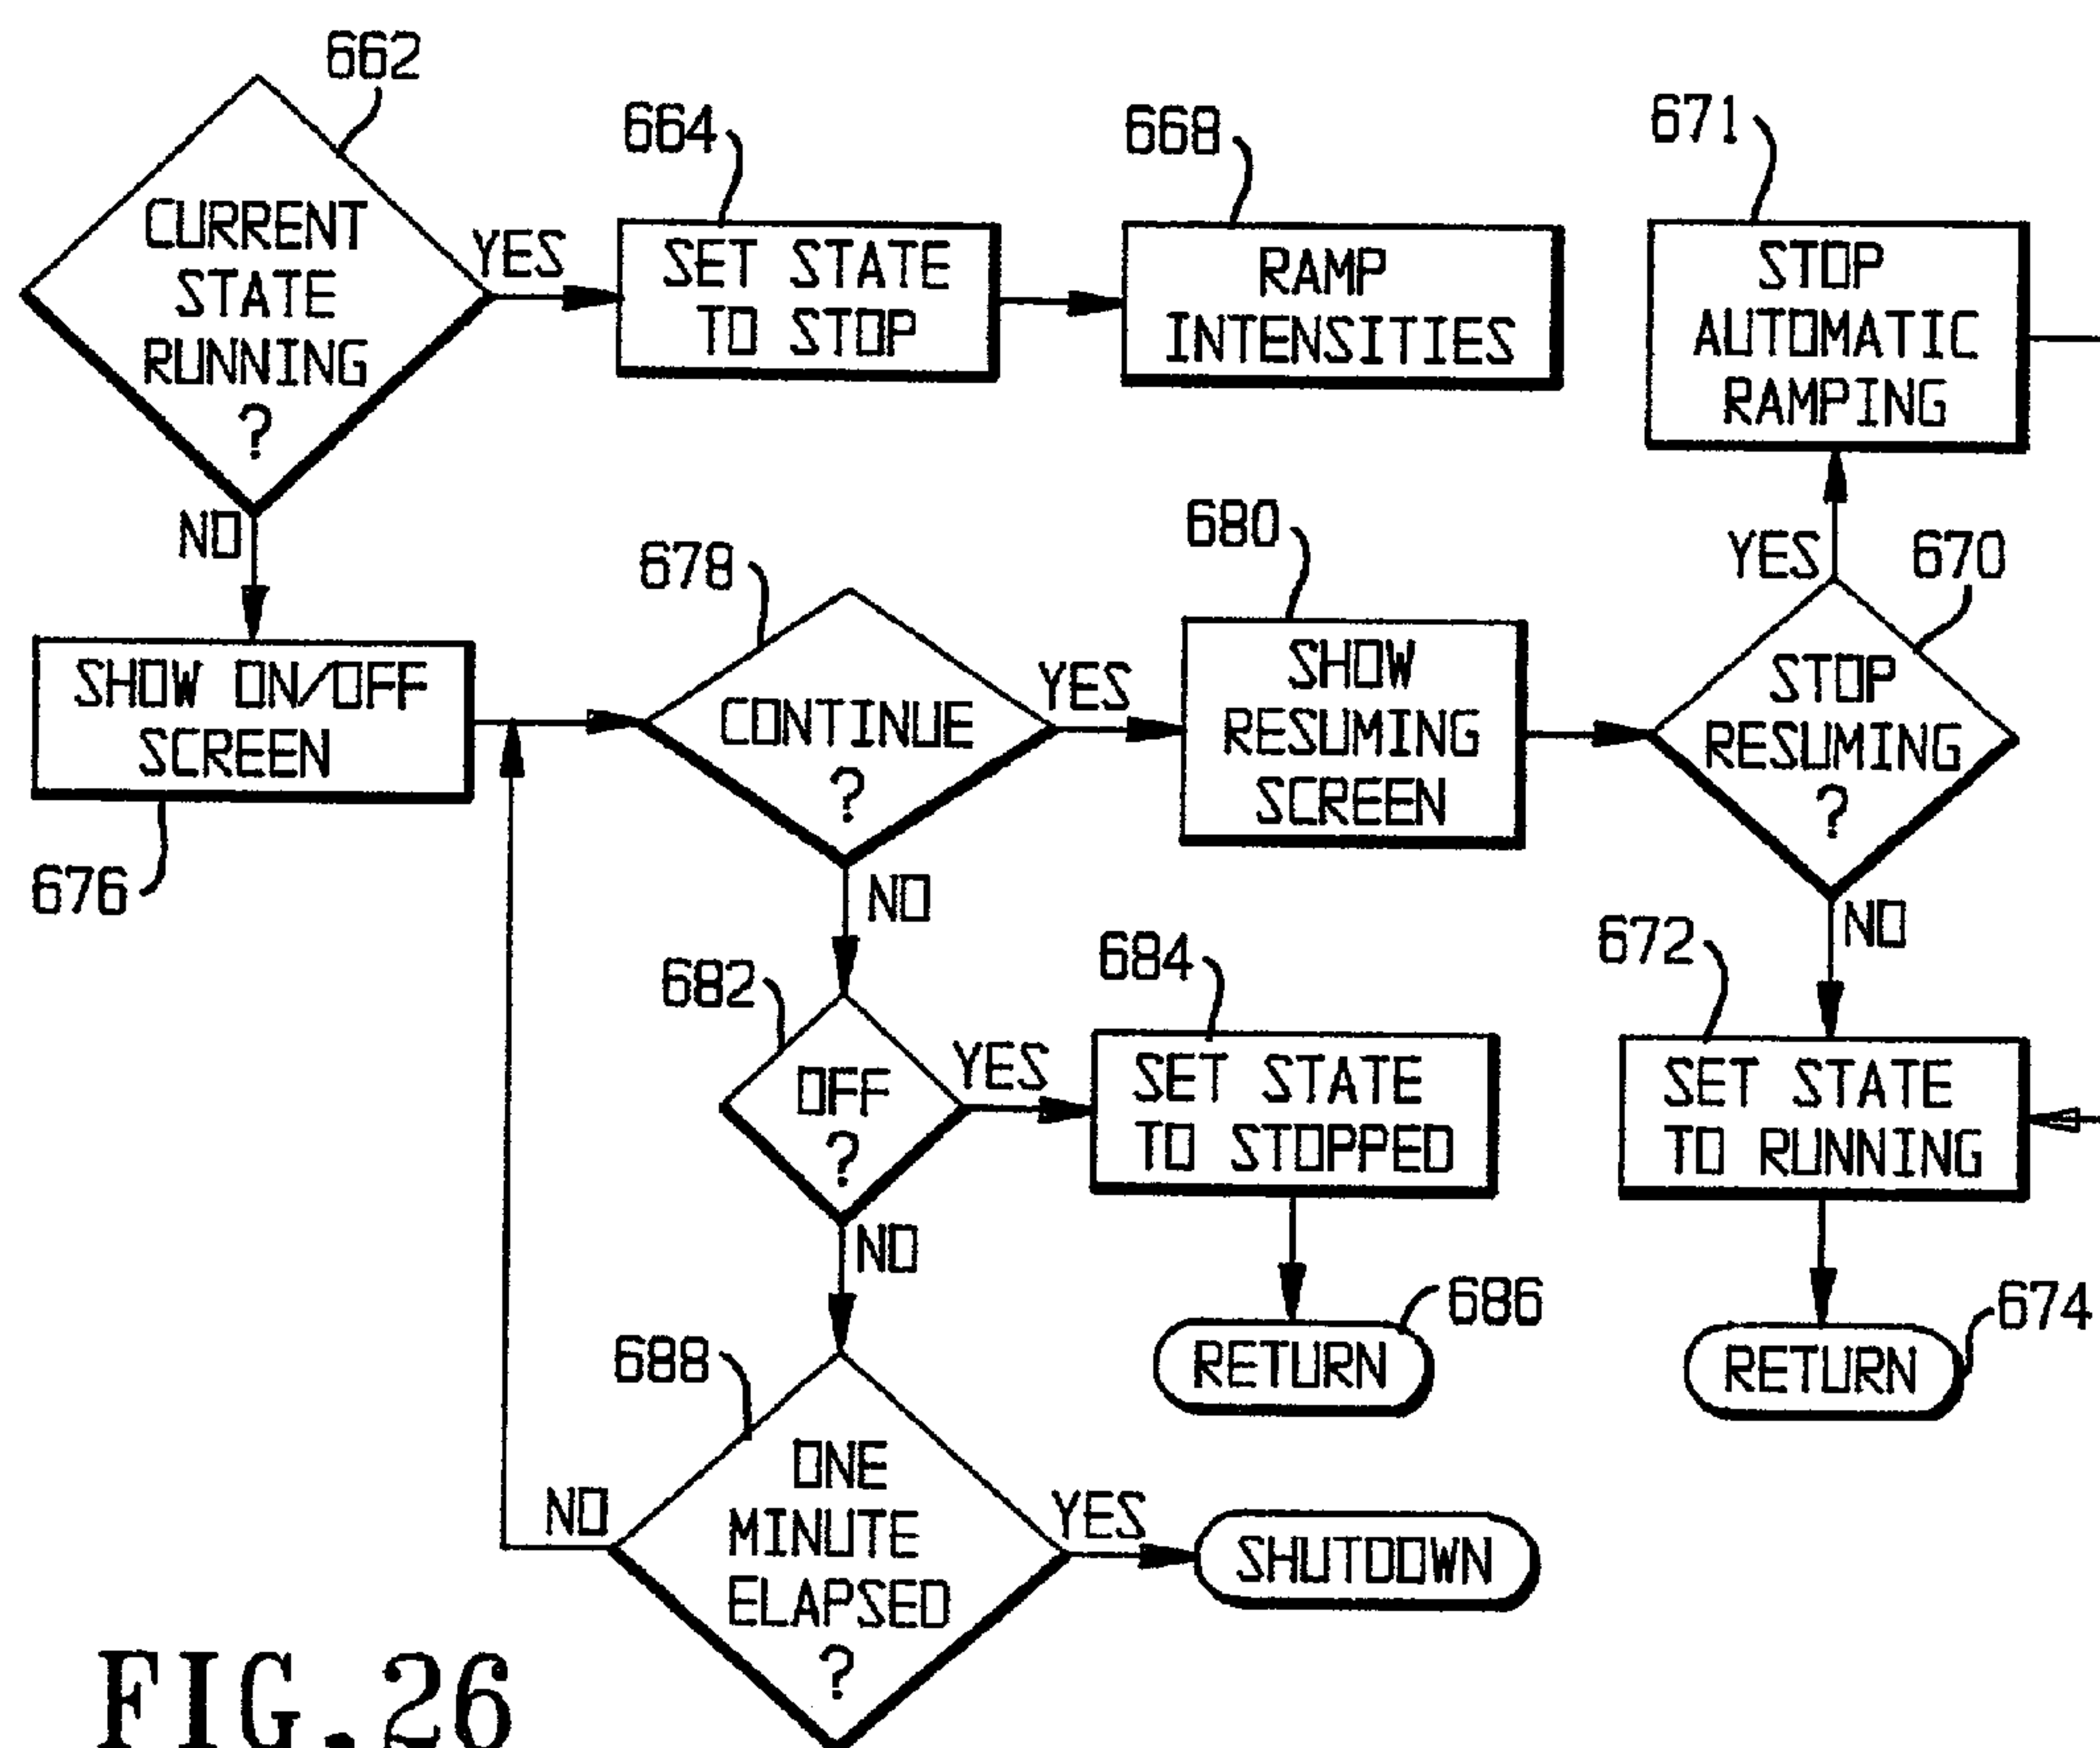 662
CURRENT
STATE
RUNNING
?
YES
NO
664
SET STATE
TO STOP
668
RAMP
INTENSITIES
671
STOP
AUTOMATIC
RAMPING
676
SHOW ON/OFF
SCREEN
678
CONTINUE
?
YES
NO
680
SHOW
RESUMING
SCREEN
670
STOP
RESUMING
?
YES
NO
682
OFF
?
YES
NO
684
SET STATE
TO STOPPED
672
SET STATE
TO RUNNING
686
RETURN
674
RETURN
688
ONE
MINUTE
ELAPSED
?
NO
YES
SHUTDOWN
FIG.26